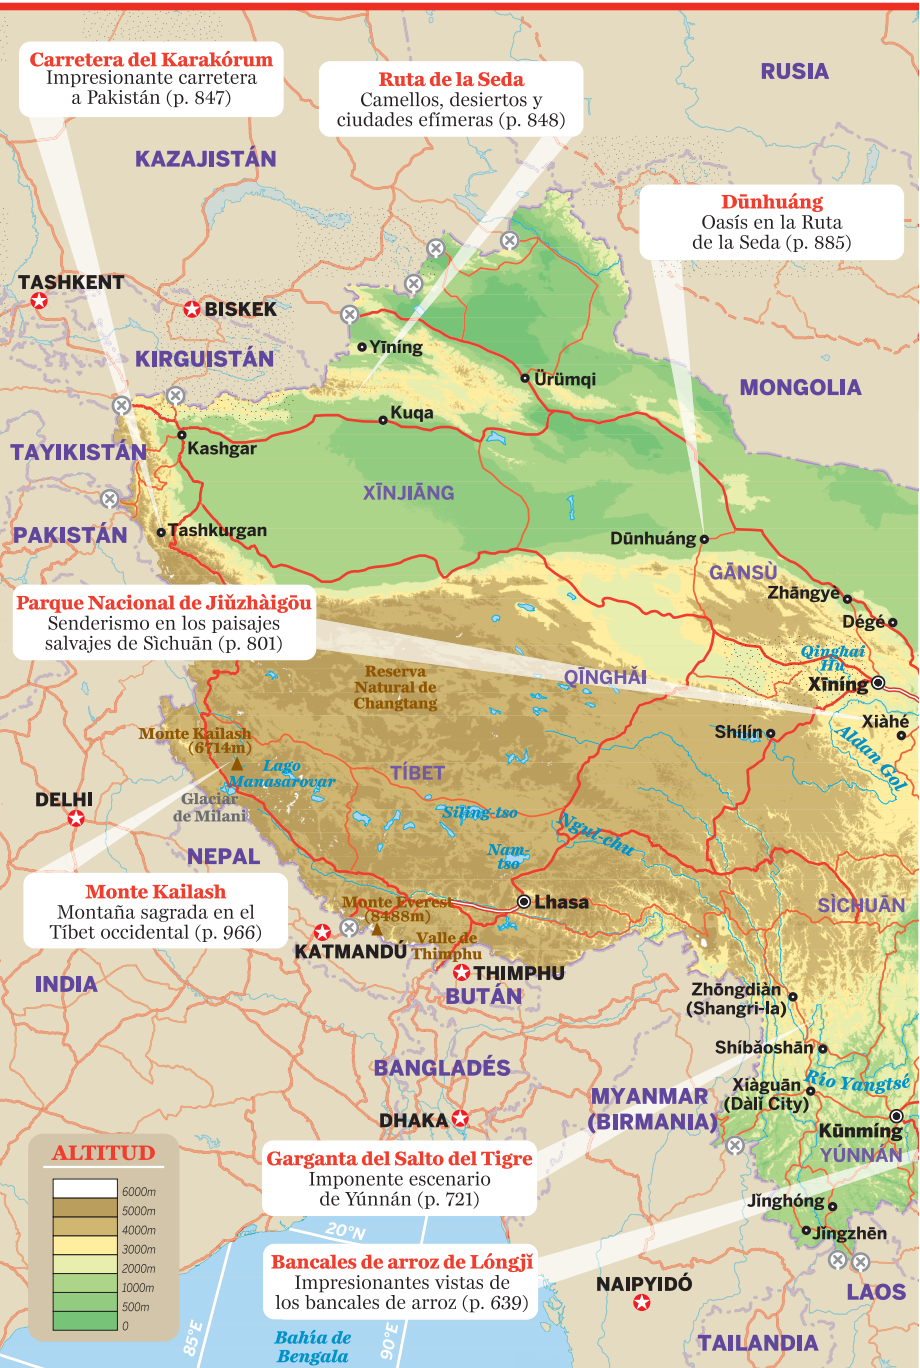 Carretera del Karakórum
Impresionante carretera
a Pakistán (p. 847)
Ruta de la Seda
Camellos, desiertos y
ciudades efímeras (p. 848)
RUSIA
KAZAJISTÁN
Dūnhuáng
Oasís en la Ruta
de la Seda (p. 885)
TASHKENT
BISKEK
KIRGUISTÁN
Yīníng
Ürümqi
MONGOLIA
Kuqa
Kashgar
TAYIKISTÁN
XĪNJIĀNG
PAKISTÁN
Tashkurgan
Dūnhuáng
GĀNSÙ
Zhāngyè
Dégé
Parque Nacional de Jiǔzhàigōu
Senderismo en los paisajes
salvajes de Sìchuān (p. 801)
Qinghai
Hu
Xīníng
Reserva
Natural de
Changtang
QĪNGHǍI
Xiàhé
Shílín
Aldan Gol
Monte Kailash
(6714m)
Lago
Manasarovar
TÍBET
Glaciar
de Milani
DELHI
Siling-tso
Ngul-chu
Nam-
tso
NEPAL
Monte Kailash
Montaña sagrada en el
Tíbet occidental (p. 966)
Monte Everest
(8488m)
Lhasa
SÌCHUĀN
KATMANDÚ
Valle de
Thimphu
THIMPHU
BUTÁN
INDIA
Zhōngdiàn
(Shangri-la)
Shíbǎoshān
BANGLADÉS
Xiàguān
(Dàlǐ City)
Río Yangtsé
MYANMAR
(BIRMANIA)
DHAKA
Kūnmíng
YÚNNÁN
ALTITUD
6000m
5000m
4000m
3000m
2000m
1000m
500m
0
Garganta del Salto del Tigre
Imponente escenario
de Yúnnán (p. 721)
Jǐnghóng
Jǐngzhēn
20°N
Bancales de arroz de Lóngjǐ
Impresionantes vistas de
los bancales de arroz (p. 639)
NAIPYIDÓ
LAOS
85°E
90°E
Bahía de
Bengala
TAILANDIA